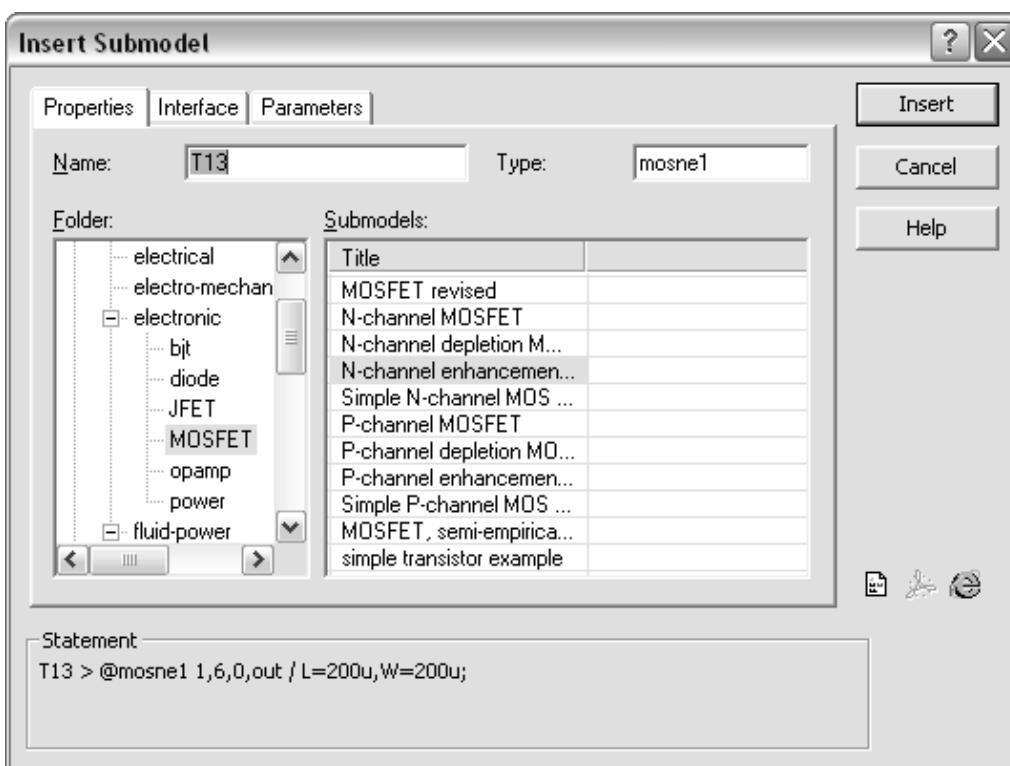 Insert Submodel
Properties Interface Parameters
Insert
Name: T13 Type: mosne1
Cancel
Folder: Submodels:
Help
electrical
electro-mechan
electronic
bjt
diode
JFET
MOSFET
opamp
power
fluid-power
Title
MOSFET revised
N-channel MOSFET
N-channel depletion M...
N-channel enhancemen...
Simple N-channel MOS ...
P-channel MOSFET
P-channel depletion MO...
P-channel enhancemen...
Simple P-channel MOS ...
MOSFET, semi-empirica...
simple transistor example
Statement
T13 > @mosne1 1,6,0,out / L=200u,W=200u;